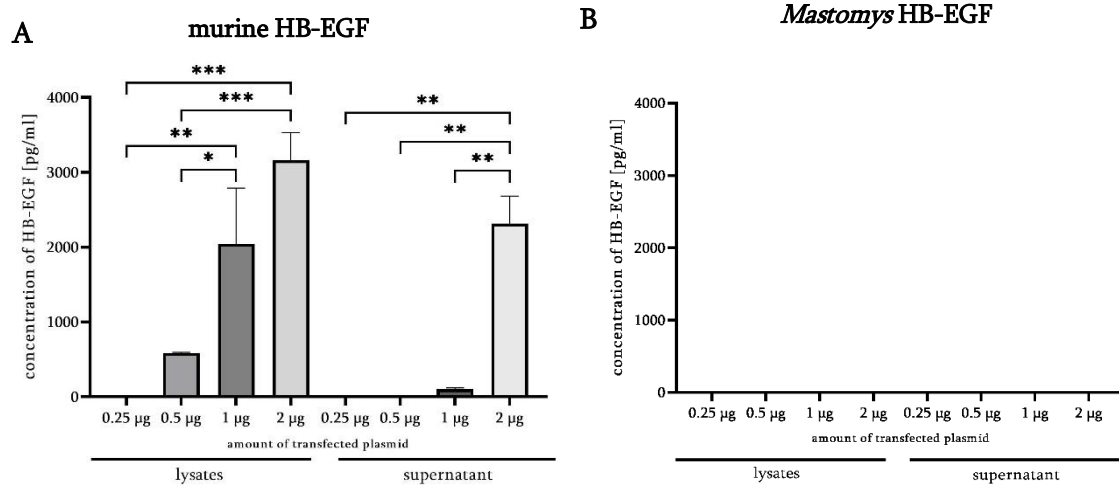 A
murine HB-EGF
***
***
**
**
**
*
**
concentration of HB-EGF [pg/ml]
4000
3000
2000
1000
0
0.25 µg 0.5 µg 1 µg 2 µg 0.25 µg 0.5 µg 1 µg 2 µg
amount of transfected plasmid
lysates supernatant
B
Mastomys HB-EGF
concentration of HB-EGF [pg/ml]
4000
3000
2000
1000
0
0.25 µg 0.5 µg 1 µg 2 µg 0.25 µg 0.5 µg 1 µg 2 µg
amount of transfected plasmid
lysates supernatant